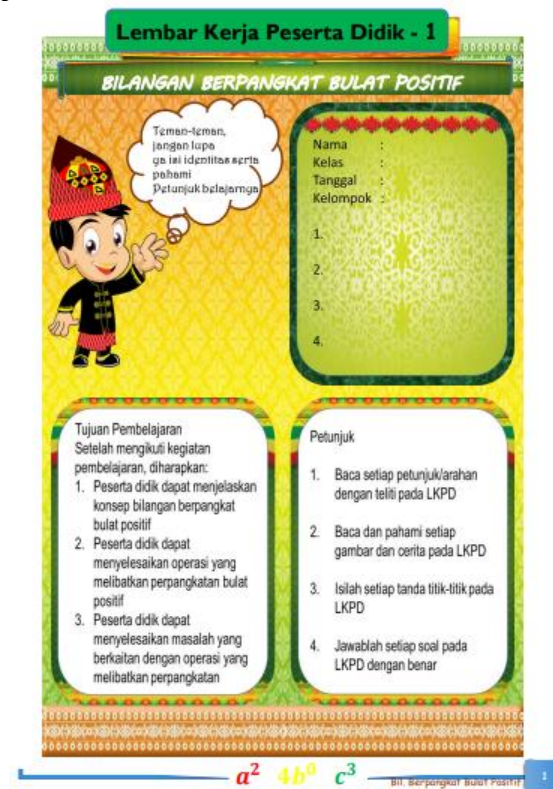 Lembar Kerja Peserta Didik - 1
BILANGAN BERPANGKAT BULAT POSITIF
Teman-teman,
jangan lupa
ya isi identitas serta
pahami
Petunjuk belajarnya
Nama :
Kelas :
Tanggal :
Kelompok :
1.
2.
3.
4.
Tujuan Pembelajaran
Setelah mengikuti kegiatan
pembelajaran, diharapkan:
1. Peserta didik dapat menjelaskan
konsep bilangan berpangkat
bulat positif
2. Peserta didik dapat
menyelesaikan operasi yang
melibatkan perpangkatan bulat
positif
3. Peserta didik dapat
menyelesaikan masalah yang
berkaitan dengan operasi yang
melibatkan perpangkatan
Petunjuk
1. Baca setiap petunjuk/arahan
dengan teliti pada LKPD
2. Baca dan pahami setiap
gambar dan cerita pada LKPD
3. Isilah setiap tanda titik-titik pada
LKPD
4. Jawablah setiap soal pada
LKPD dengan benar
a² c³
Bil. Berpangkat Bulat Positif
1